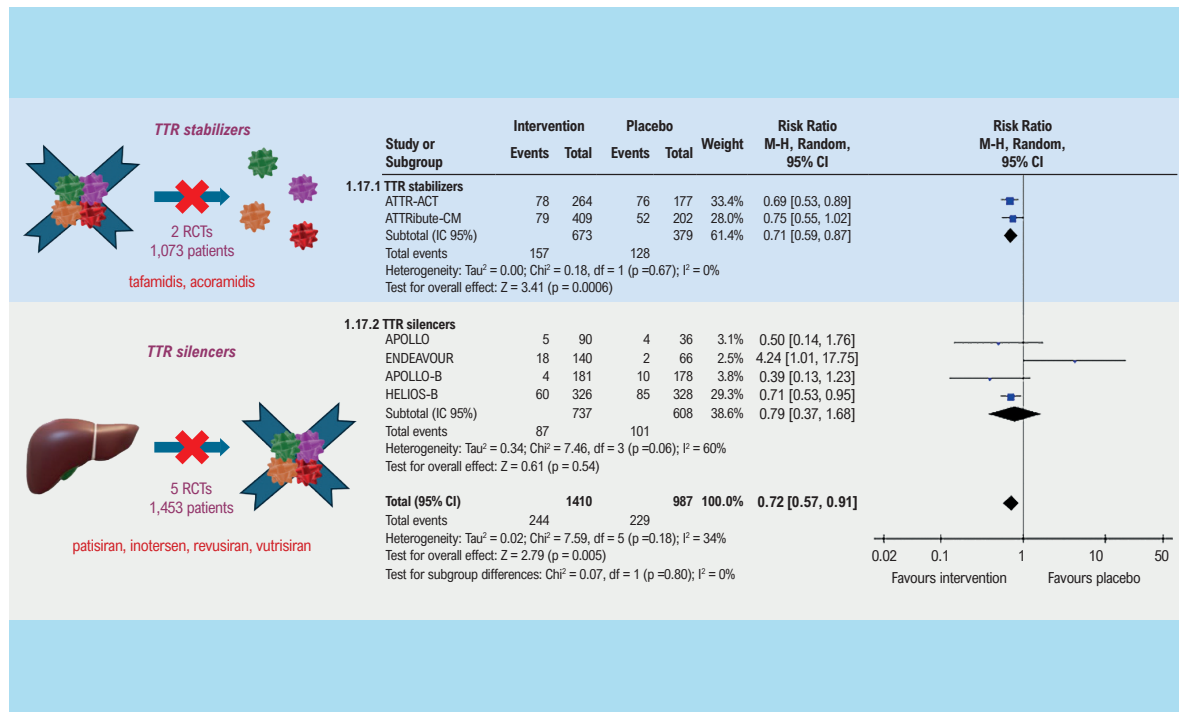 TTR stabilizers
2 RCTs
1,073 patients
tafamidis, acoramidis
Intervention Placebo Risk Ratio Risk Ratio
Study or Subgroup Events Total Events Total Weight M-H, Random, 95% CI M-H, Random, 95% CI
1.17.1 TTR stabilizers
ATTR-ACT 78 264 76 177 33.4% 0.69 [0.53, 0.89]
ATTRibute-CM 79 409 52 202 28.0% 0.75 [0.55, 1.02]
Subtotal (IC 95%) 673 379 61.4% 0.71 [0.59, 0.87]
Total events 157 128
Heterogeneity: Tau² = 0.00; Chi² = 0.18, df = 1 (p =0.67); I² = 0%
Test for overall effect: Z = 3.41 (p = 0.0006)
TTR silencers
5 RCTs
1,453 patients
patisiran, inotersen, revusiran, vutrisiran
1.17.2 TTR silencers
APOLLO 5 90 4 36 3.1% 0.50 [0.14, 1.76]
ENDEAVOUR 18 140 2 66 2.5% 4.24 [1.01, 17.75]
APOLLO-B 4 181 10 178 3.8% 0.39 [0.13, 1.23]
HELIOS-B 60 326 85 328 29.3% 0.71 [0.53, 0.95]
Subtotal (IC 95%) 737 608 38.6% 0.79 [0.37, 1.68]
Total events 87 101
Heterogeneity: Tau² = 0.34; Chi² = 7.46, df = 3 (p =0.06); I² = 60%
Test for overall effect: Z = 0.61 (p = 0.54)
Total (95% CI) 1410 987 100.0% 0.72 [0.57, 0.91]
Total events 244 229
Heterogeneity: Tau² = 0.02; Chi² = 7.59, df = 5 (p =0.18); I² = 34%
Test for overall effect: Z = 2.79 (p = 0.005)
Test for subgroup differences: Chi² = 0.07, df = 1 (p =0.80); I² = 0%
0.02 0.1 1 10 50
Favours intervention Favours placebo